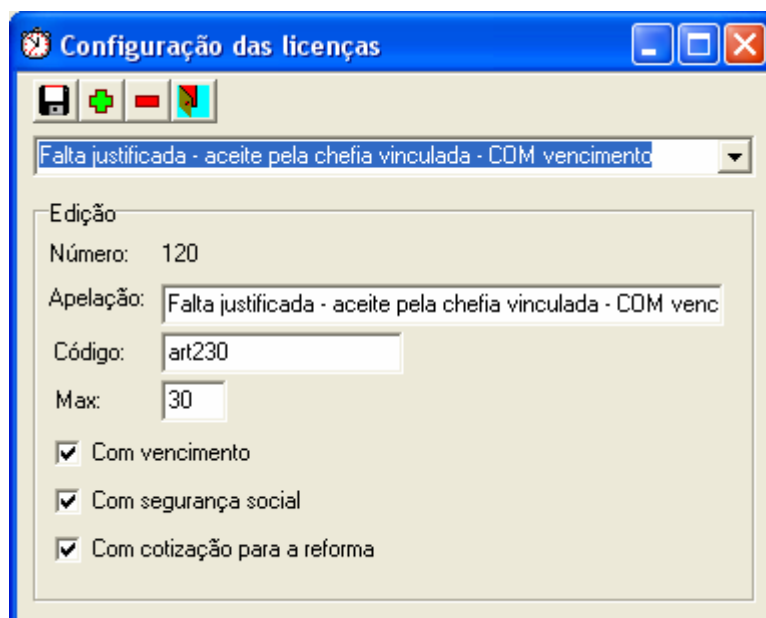 Configuração das licenças
Falta justificada - aceite pela chefia vinculada - COM vencimento
Edição
Número: 120
Apelação: Falta justificada - aceite pela chefia vinculada - COM venc
Código: art230
Max: 30
Com vencimento
Com segurança social
Com cotização para a reforma